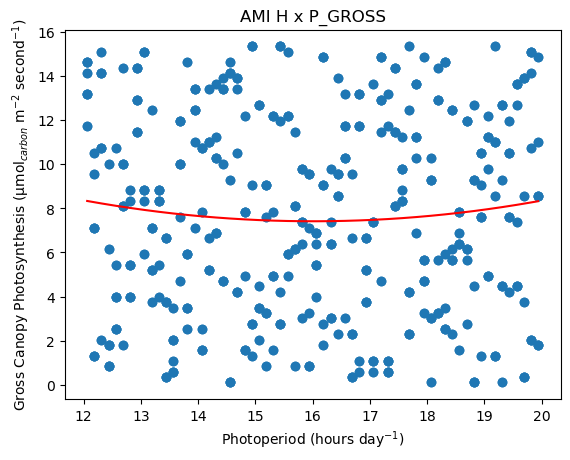 AMI H x P_GROSS
Gross Canopy Photosynthesis (μmol_carbon m⁻² second⁻¹)
16
14
12
10
8
6
4
2
0
12 13 14 15 16 17 18 19 20
Photoperiod (hours day⁻¹)